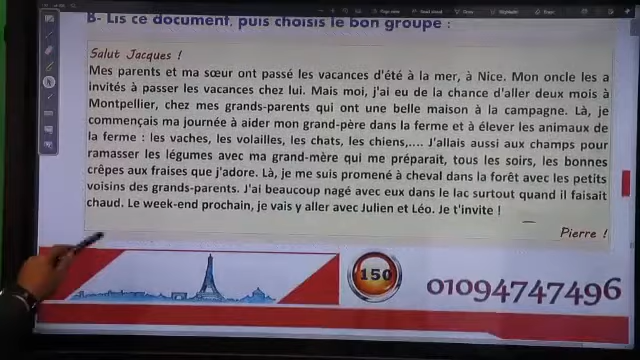 B- Lis ce document, puis choisis le bon groupe :
Salut Jacques !
Mes parents et ma sœur ont passé les vacances d'été à la mer, à Nice. Mon oncle les a
invités à passer les vacances chez lui. Mais moi, j'ai eu de la chance d'aller deux mois à
Montpellier, chez mes grands-parents qui ont une belle maison à la campagne. Là, je
commençais ma journée à aider mon grand-père dans la ferme et à élever les animaux de
la ferme : les vaches, les volailles, les chats, les chiens,.... J'allais aussi aux champs pour
ramasser les légumes avec ma grand-mère qui me préparait, tous les soirs, les bonnes
crêpes aux fraises que j'adore. Là, je me suis promené à cheval dans la forêt avec les petits
voisins des grands-parents. J'ai beaucoup nagé avec eux dans le lac surtout quand il faisait
chaud. Le week-end prochain, je vais y aller avec Julien et Léo. Je t'invite !
Pierre !
150
01094747496